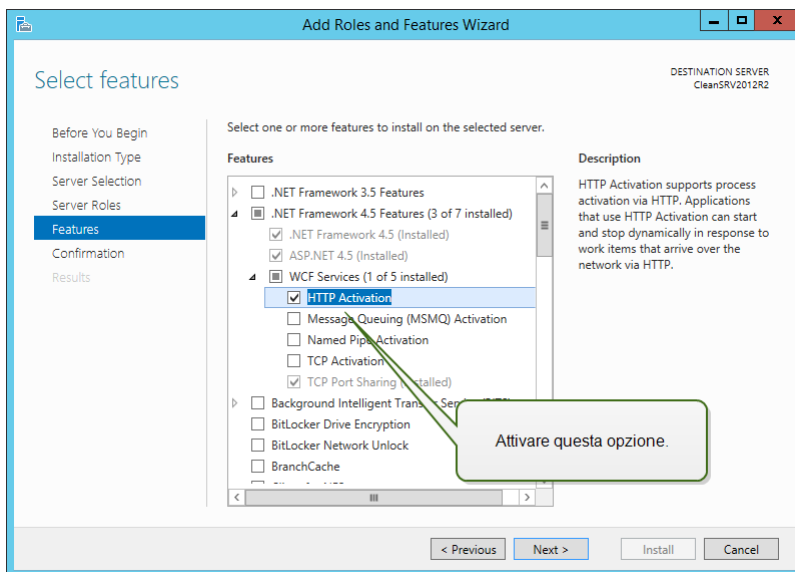 Add Roles and Features Wizard
Select features
DESTINATION SERVER
CleanSRV2012R2
Before You Begin
Installation Type
Server Selection
Server Roles
Features
Confirmation
Results
Select one or more features to install on the selected server.
Features
.NET Framework 3.5 Features
.NET Framework 4.5 Features (3 of 7 installed)
.NET Framework 4.5 (Installed)
ASP.NET 4.5 (Installed)
WCF Services (1 of 5 installed)
HTTP Activation
Message Queuing (MSMQ) Activation
Named Pipe Activation
TCP Activation
TCP Port Sharing (Installed)
Background Intelligent
BitLocker Drive Encryption
BitLocker Network Unlock
BranchCache
Description
HTTP Activation supports process
activation via HTTP. Applications
that use HTTP Activation can start
and stop dynamically in response to
work items that arrive over the
network via HTTP.
Attivare questa opzione.
< Previous
Next >
Install
Cancel